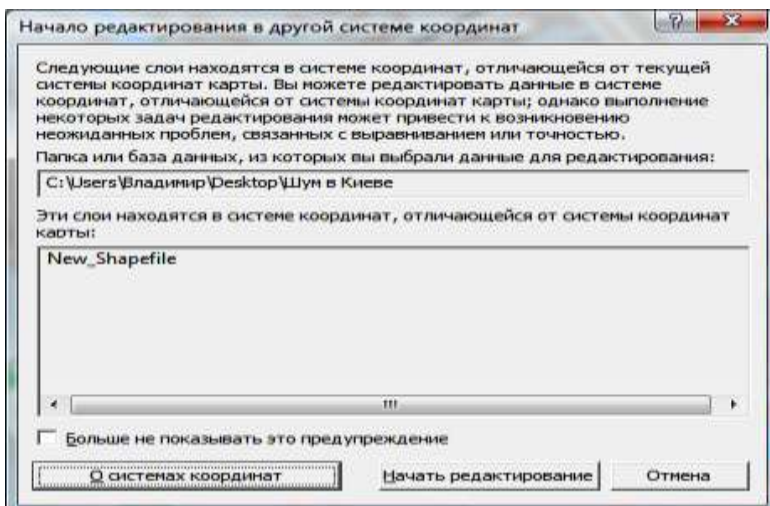 Начало редактирования в другой системе координат
Следующие слои находятся в системе координат, отличающейся от текущей
системы координат карты. Вы можете редактировать данные в системе
координат, отличающейся от системы координат карты; однако выполнение
некоторых задач редактирования может привести к возникновению
неожиданных проблем, связанных с выравниванием или точностью.
Папка или база данных, из которых вы выбрали данные для редактирования:
C:\Users\Владимир\Desktop\Шум в Киеве
Эти слои находятся в системе координат, отличающейся от системы координат
карты:
New_Shapefile
Больше не показывать это предупреждение
О системах координат Начать редактирование Отмена